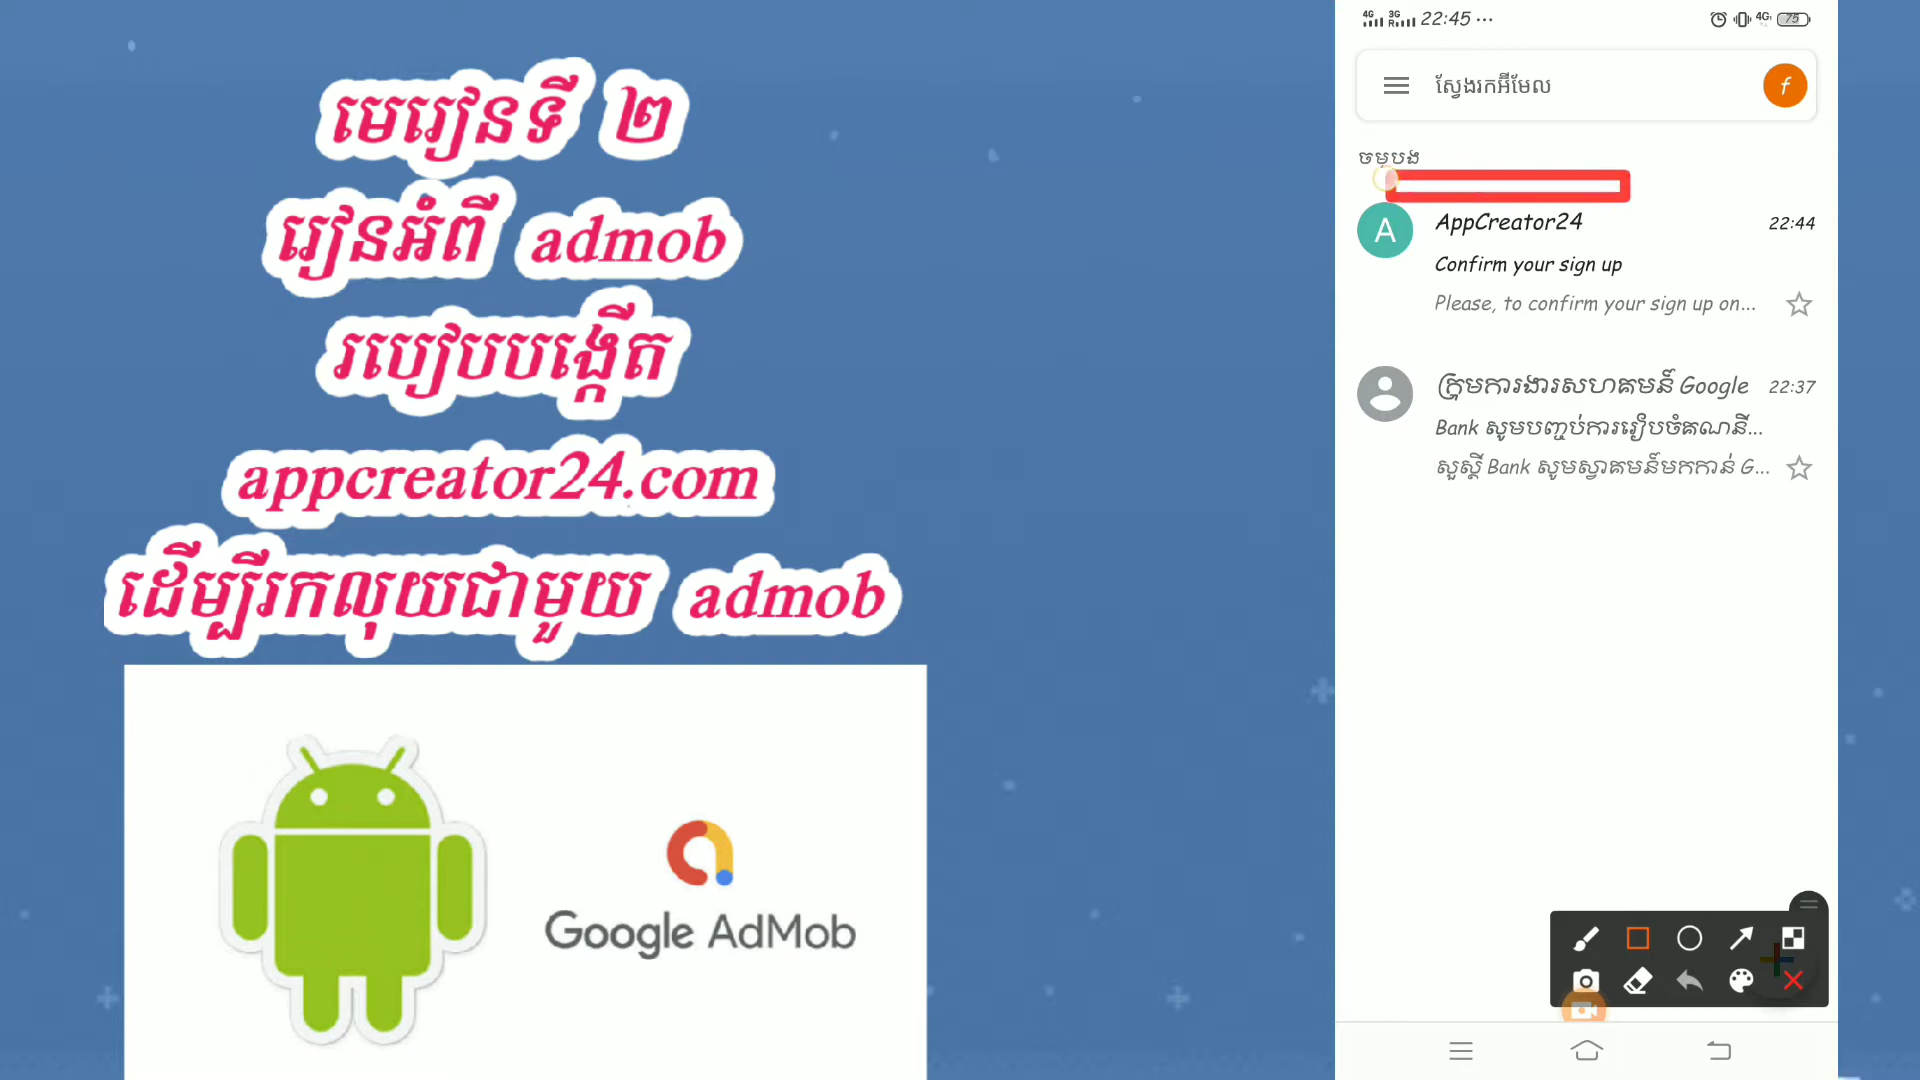 មេរៀនទី ២
រៀនអំពី admob
របៀបបង្កើត
appcreator24.com
ដើម្បីរកលុយជាមួយ admob
Google AdMob
4G 3G R 22:45 ...
4G 75
ស្វែងរកអ៊ីមែល
f
ចម្បង
A
AppCreator24 22:44
Confirm your sign up
Please, to confirm your sign up on...
ក្រុមការងារសហគមន៍ Google 22:37
Bank សូមបញ្ចប់ការរៀបចំគណនី...
សួស្តី Bank សូមស្វាគមន៍មកកាន់ G...